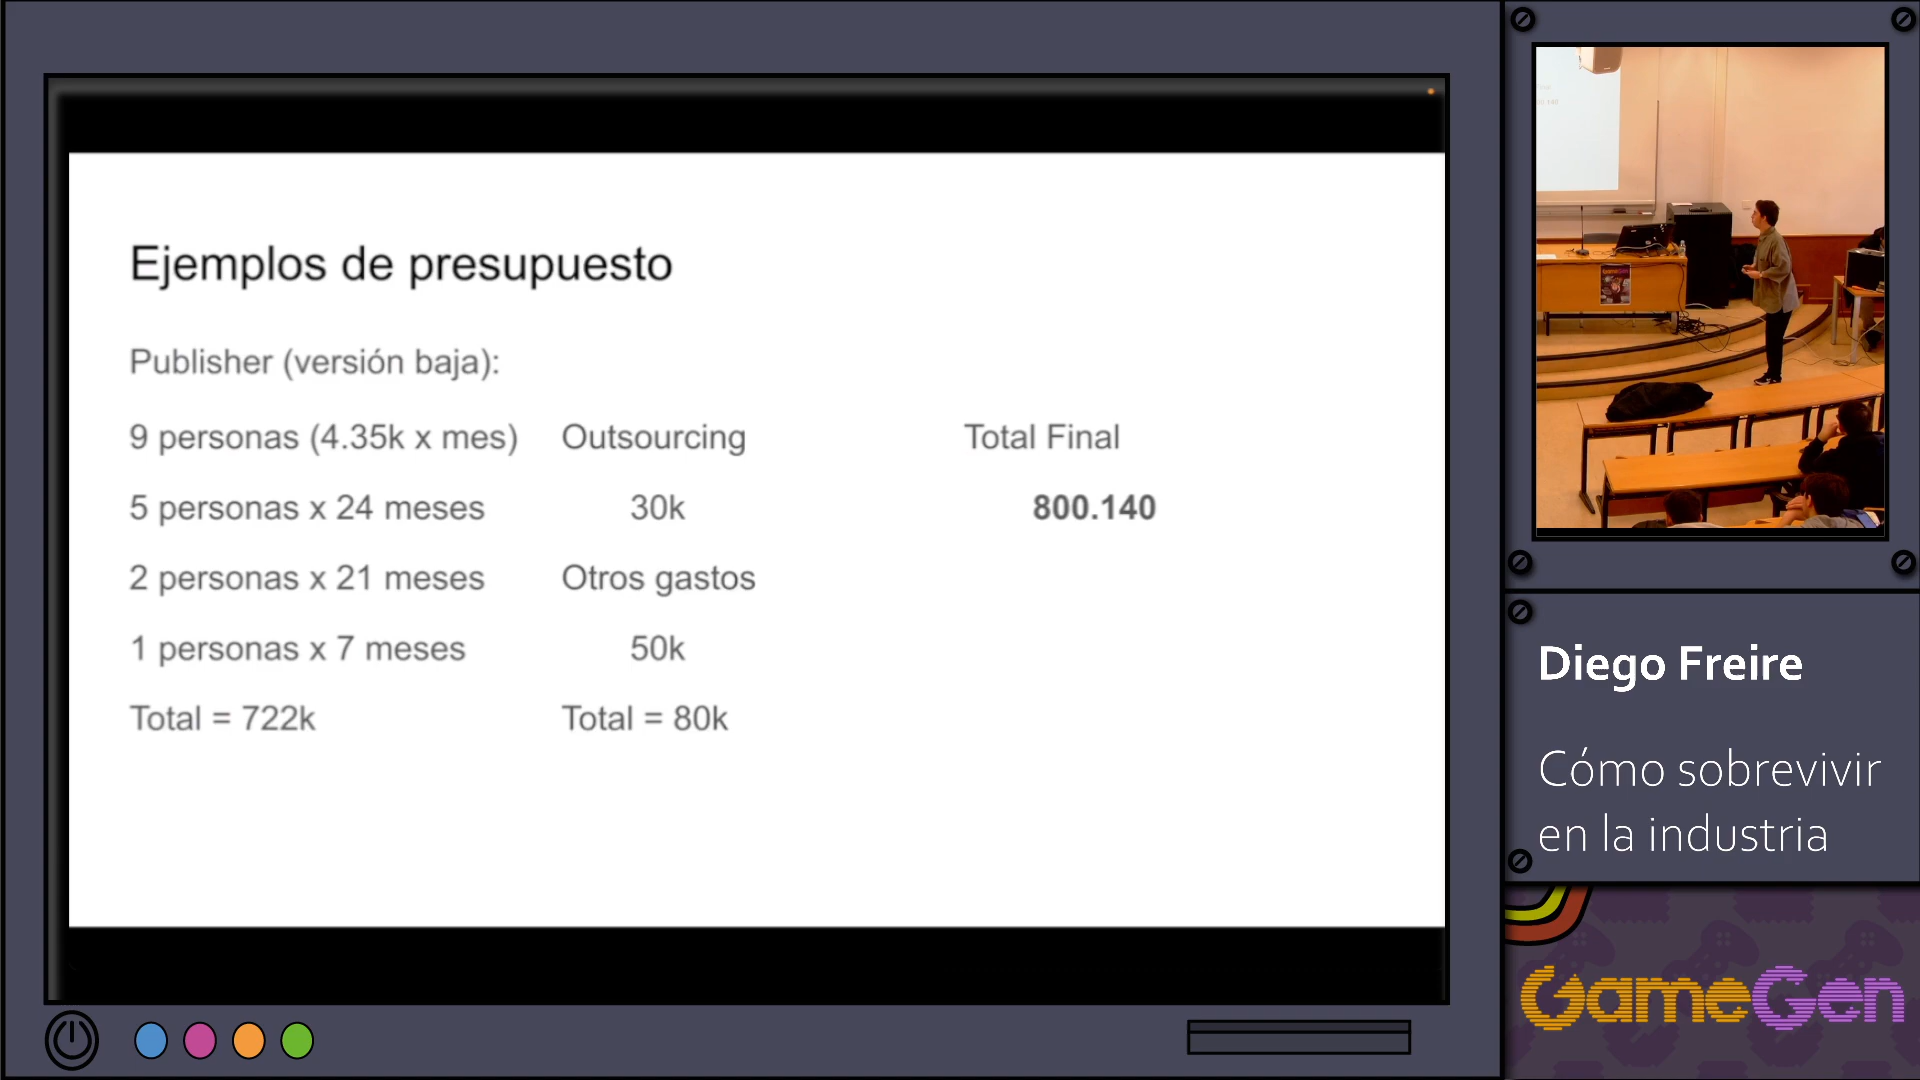 Ejemplos de presupuesto
Publisher (versión baja):
9 personas (4.35k x mes)
5 personas x 24 meses
2 personas x 21 meses
1 personas x 7 meses
Total = 722k
Outsourcing
30k
Otros gastos
50k
Total = 80k
Total Final
800.140
Diego Freire
Cómo sobrevivir
en la industria
GameGen